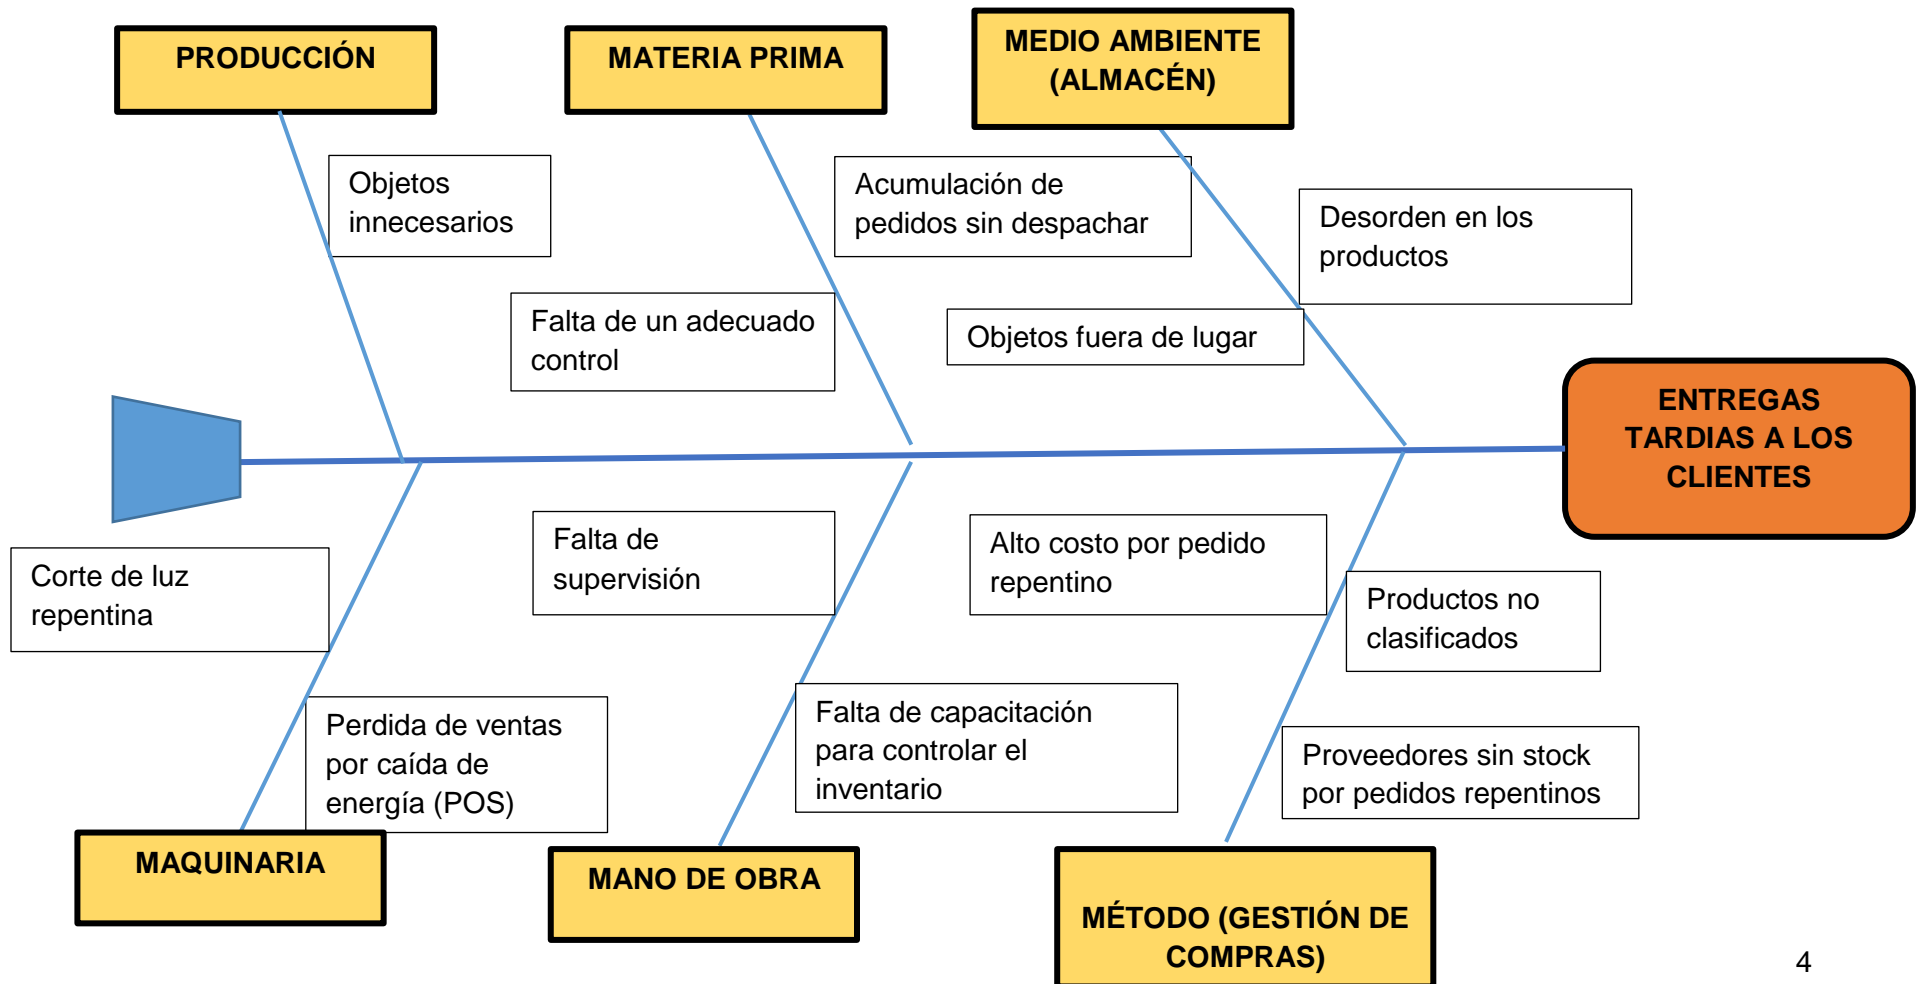 PRODUCCIÓN
MATERIA PRIMA
MEDIO AMBIENTE
(ALMACÉN)
Objetos
innecesarios
Acumulación de
pedidos sin despachar
Desorden en los
productos
Falta de un adecuado
control
Objetos fuera de lugar
ENTREGAS
TARDIAS A LOS
CLIENTES
Corte de luz
repentina
Falta de
supervisión
Alto costo por pedido
repentino
Productos no
clasificados
Perdida de ventas
por caída de
energía (POS)
Falta de capacitación
para controlar el
inventario
Proveedores sin stock
por pedidos repentinos
MAQUINARIA
MANO DE OBRA
MÉTODO (GESTIÓN DE
COMPRAS)
4